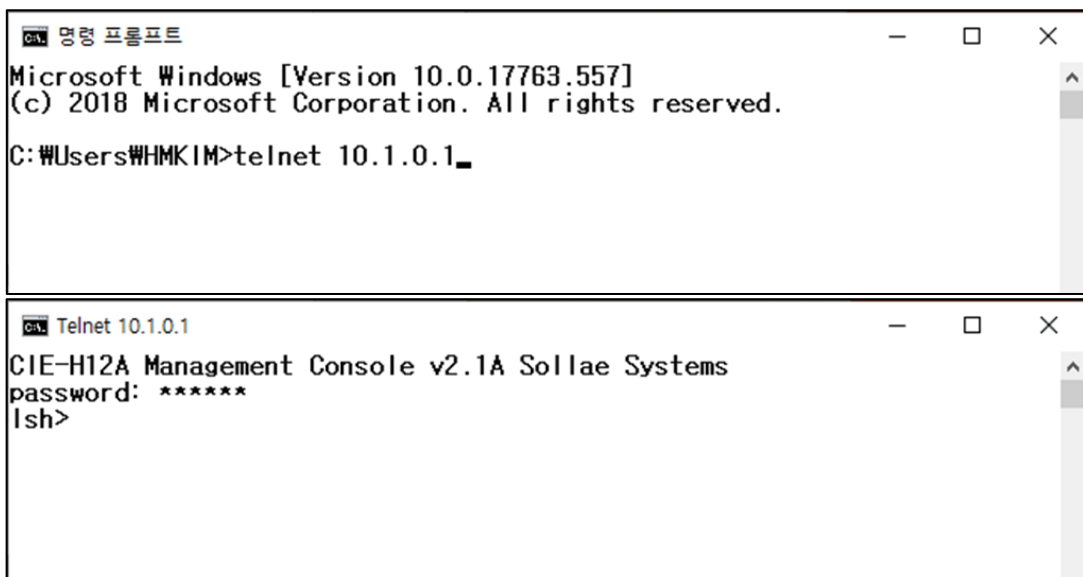 명령 프롬프트
Microsoft ₩indows [Version 10.0.17763.557]
(c) 2018 Microsoft Corporation. All rights reserved.
C:₩Users₩HMKIM>telnet 10.1.0.1
Telnet 10.1.0.1
CIE-H12A Management Console v2.1A Sollae Systems
password: ******
lsh>